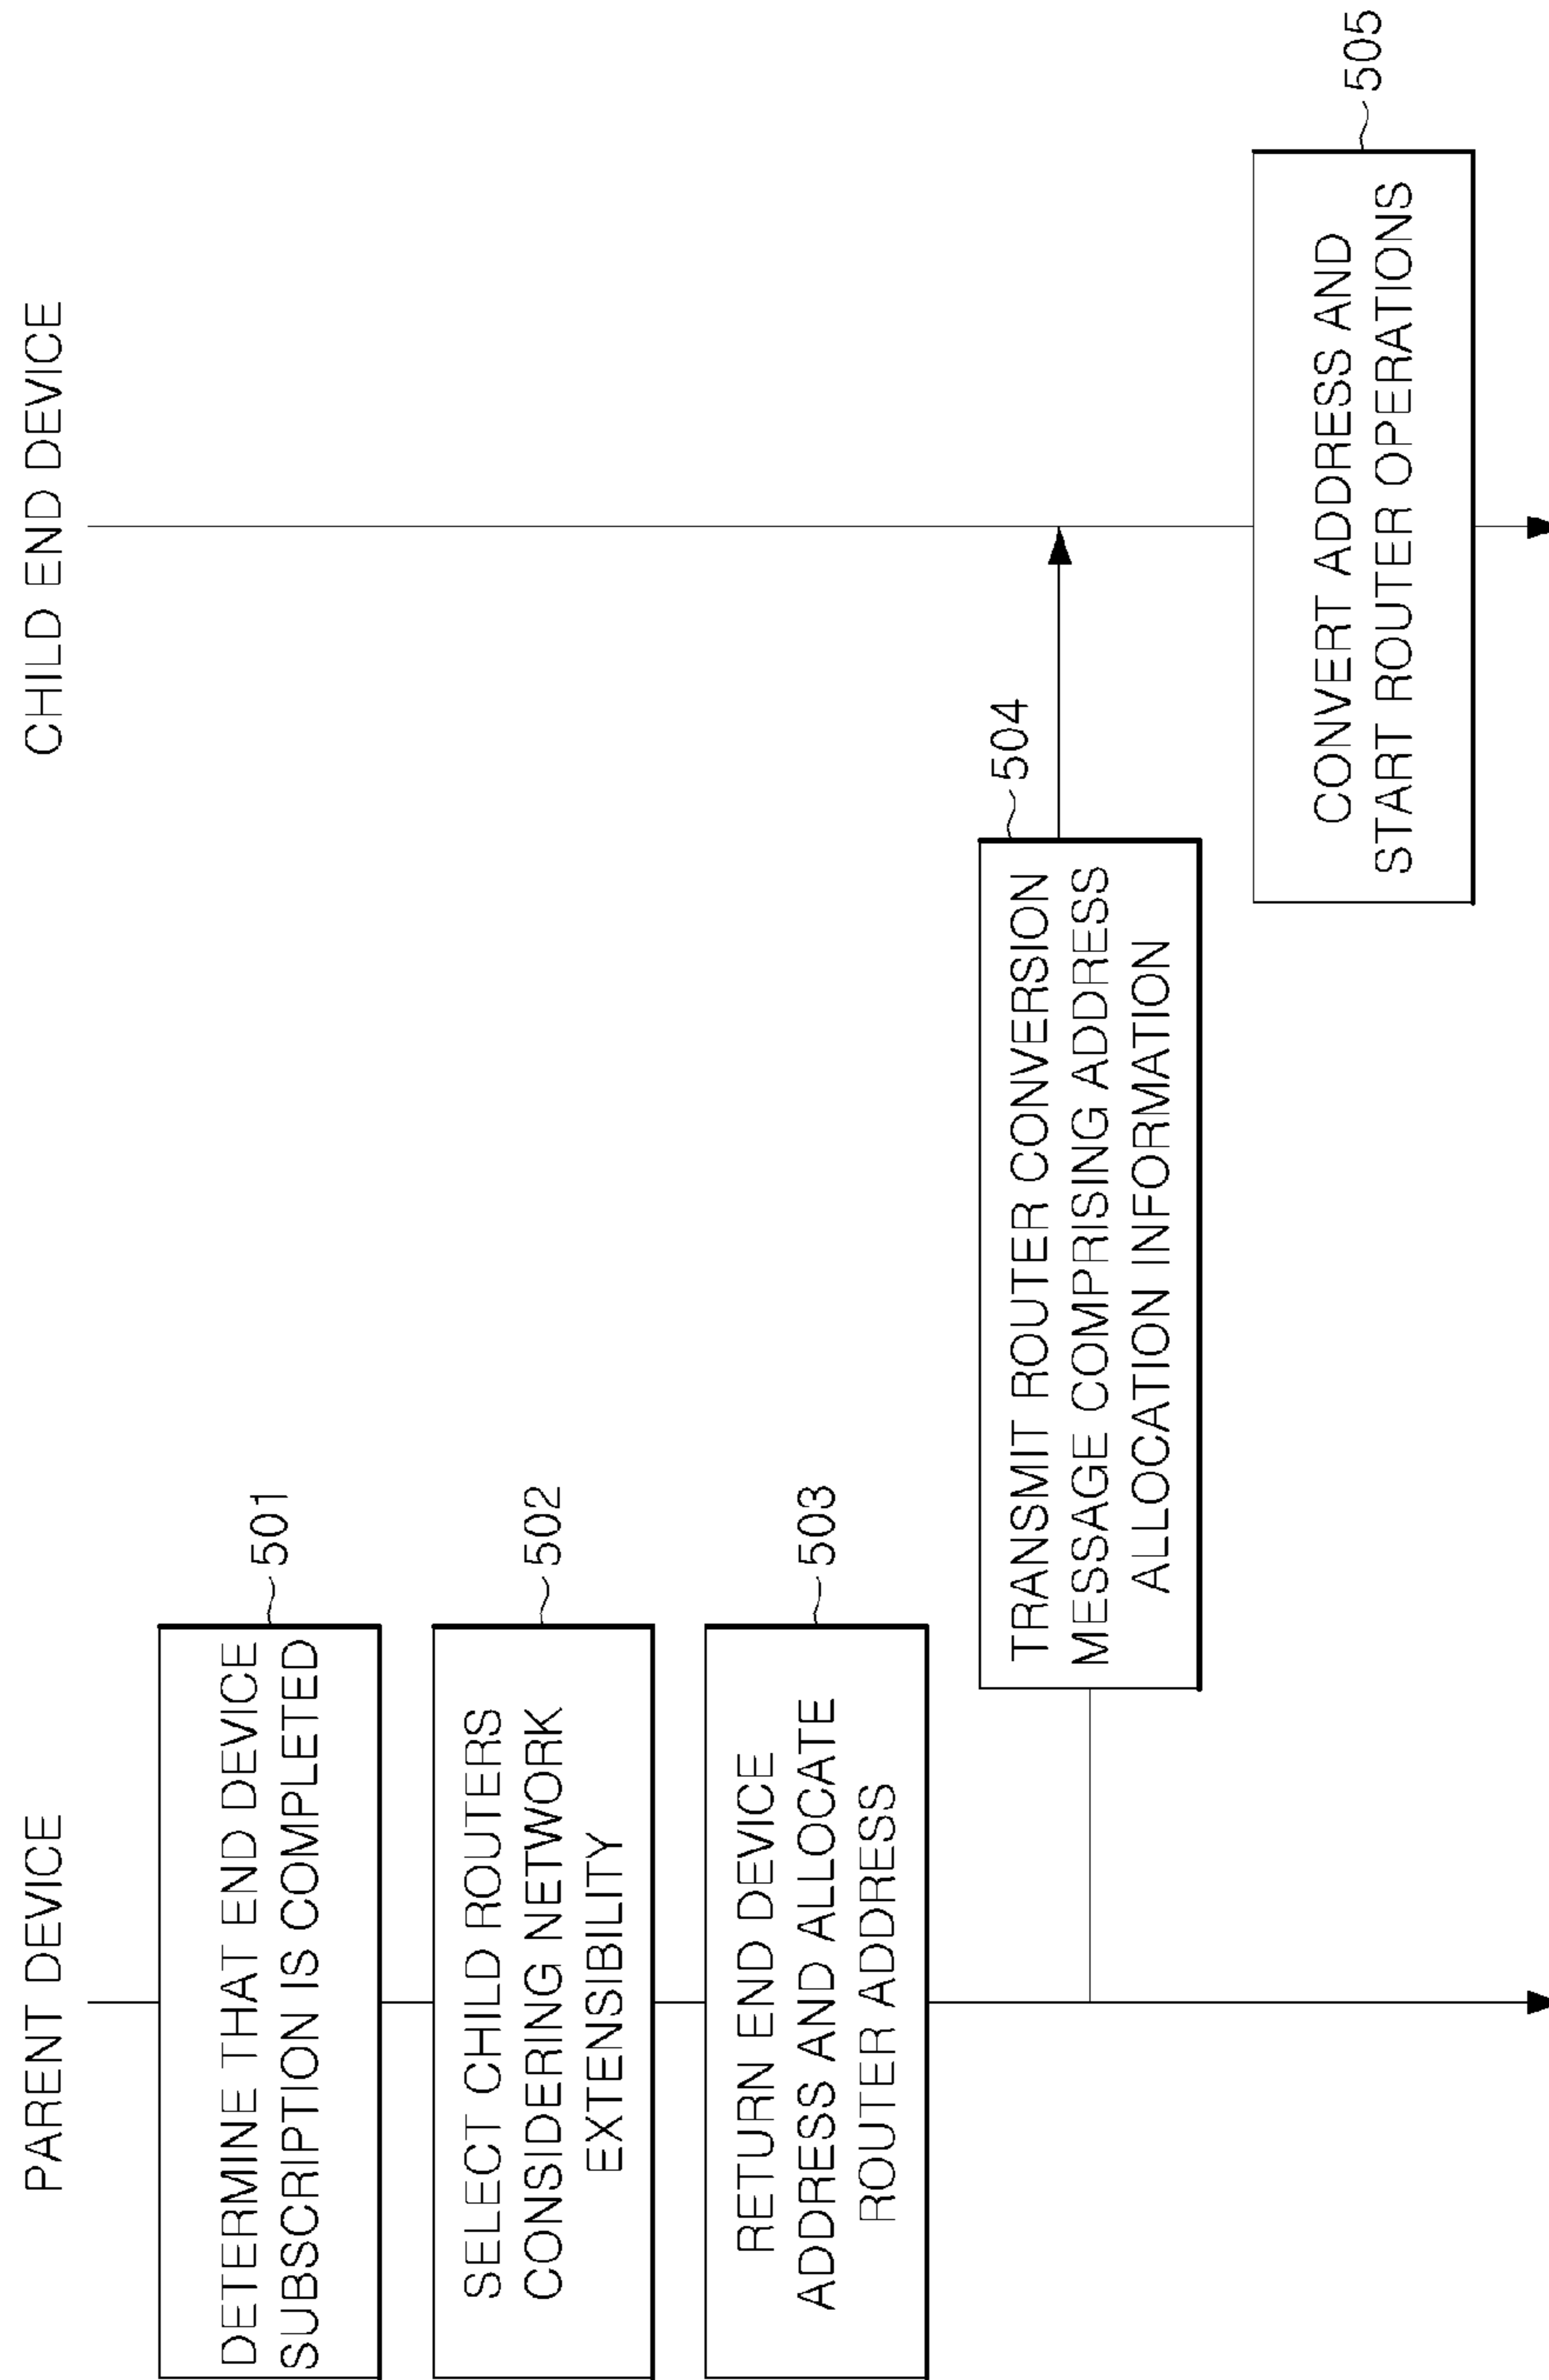 PARENT DEVICE
CHILD END DEVICE
DETERMINE THAT END DEVICE
SUBSCRIPTION IS COMPLETED
501
SELECT CHILD ROUTERS
CONSIDERING NETWORK
EXTENSIBILITY
502
RETURN END DEVICE
ADDRESS AND ALLOCATE
ROUTER ADDRESS
503
TRANSMIT ROUTER CONVERSION
MESSAGE COMPRISING ADDRESS
ALLOCATION INFORMATION
504
CONVERT ADDRESS AND
START ROUTER OPERATIONS
505